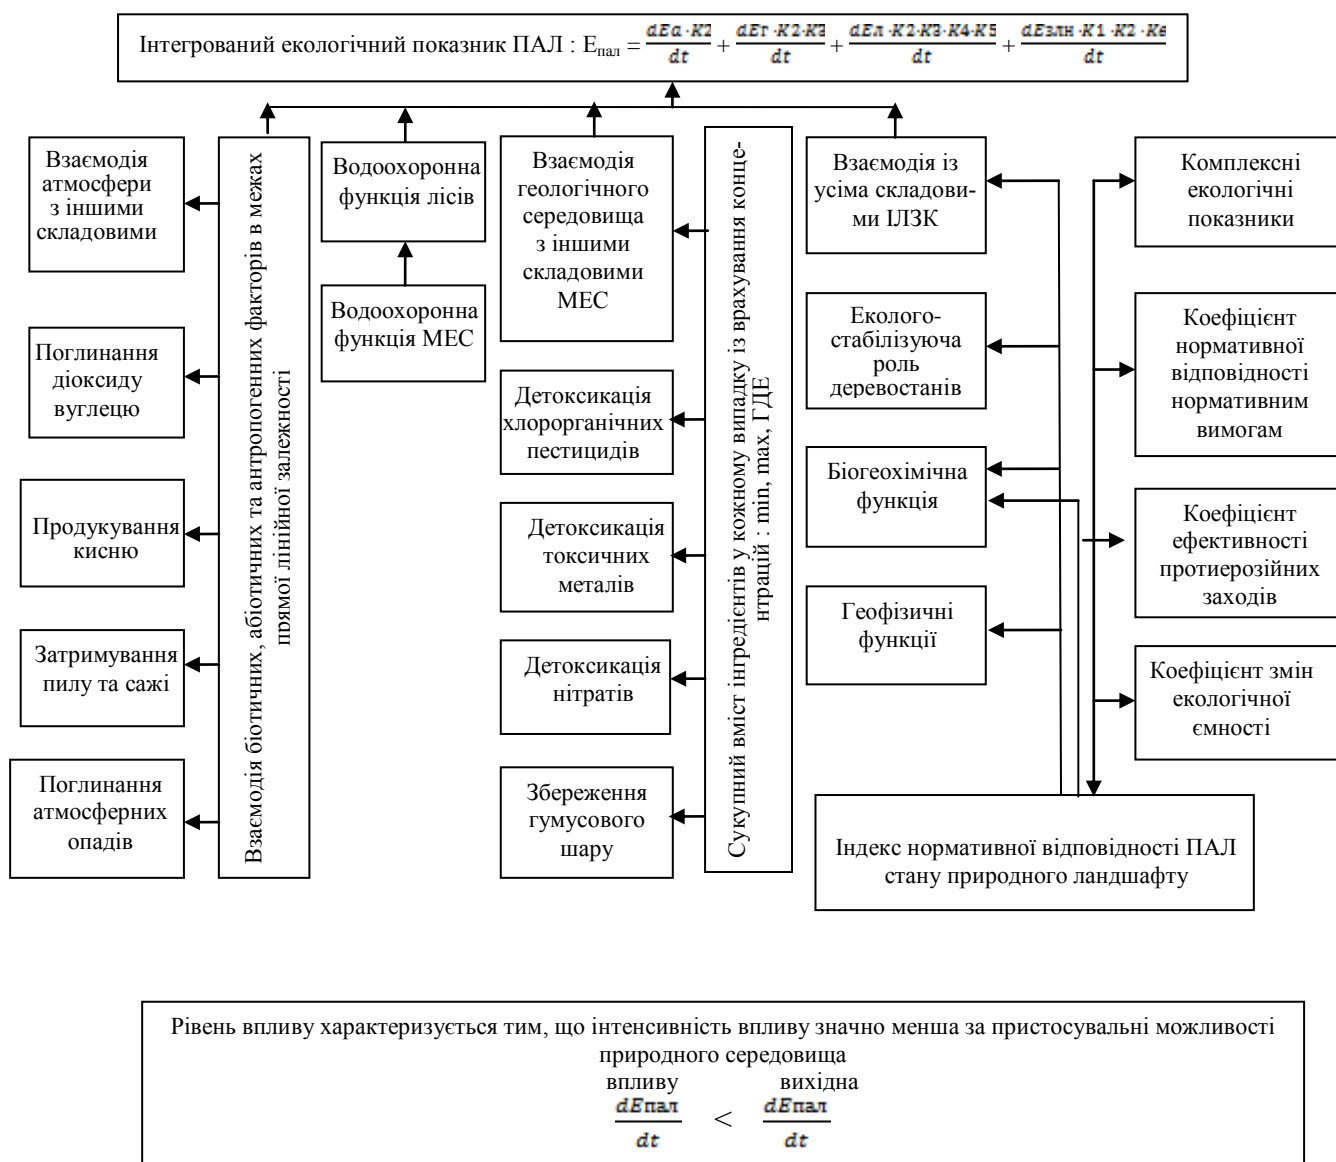 Інтегрований екологічний показник ПАЛ : Епал = dEa·K2/dt + dEт·K2·K3/dt + dEл·K2·K3·K4·K5/dt + dEзлн·K1·K2·Ke/dt
Взаємодія
атмосфери
з іншими
складовими
Поглинання
діоксиду
вуглецю
Продукування
кисню
Затримування
пилу та сажі
Поглинання
атмосферних
опадів
Взаємодія біотичних, абіотичних та антропогенних факторів в межах
прямої лінійної залежності
Водоохоронна
функція лісів
Водоохоронна
функція МЕС
Взаємодія
геологічного
середовища
з іншими
складовими
МЕС
Детоксикація
хлорорганічних
пестицидів
Детоксикація
токсичних
металів
Детоксикація
нітратів
Збереження
гумусового
шару
Сукупний вміст інгредієнтів у кожному випадку із врахування конце-
нтрацій : min, max, ГДЕ
Взаємодія із
усіма складови-
ми ІЛЗК
Еколого-
стабілізуюча
роль
деревостанів
Біогеохімічна
функція
Геофізичні
функції
Комплексні
екологічні
показники
Коефіцієнт
нормативної
відповідності
нормативним
вимогам
Коефіцієнт
ефективності
протиерозійних
заходів
Коефіцієнт змін
екологічної
ємності
Індекс нормативної відповідності ПАЛ
стану природного ландшафту
Рівень впливу характеризується тим, що інтенсивність впливу значно менша за пристосувальні можливості
природного середовища
впливу вихідна
dEпал/dt < dEпал/dt